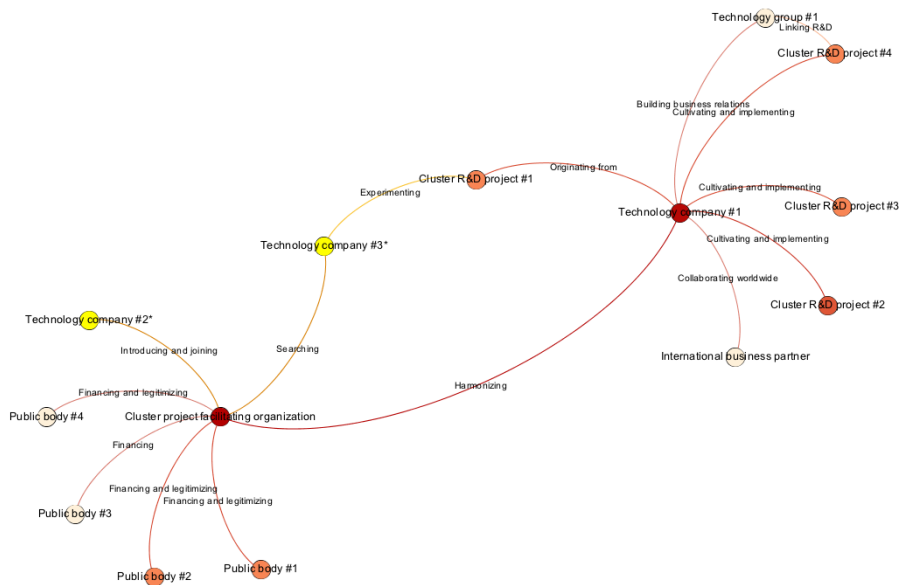 Technology group #1
Linking R&D
Cluster R&D project #4
Building business relations
Cultivating and implementing
Originating from
Cluster R&D project #1
Experimenting
Cultivating and implementing
Cluster R&D project #3
Technology company #1
Technology company #3*
Cultivating and implementing
Collaborating worldwide
Cluster R&D project #2
Technology company #2*
Introducing and joining
Searching
International business partner
Harmonizing
Financing and legitimizing
Public body #4
Cluster project facilitating organization
Financing
Financing and legitimizing
Financing and legitimizing
Public body #3
Public body #2
Public body #1